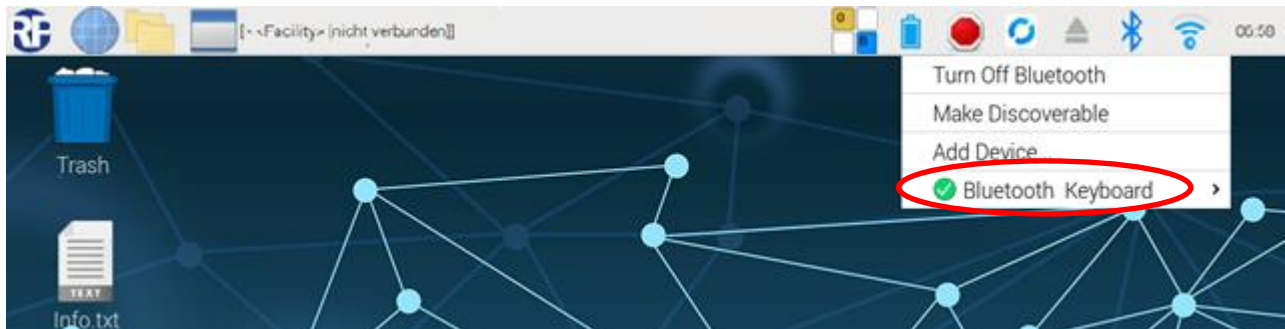 [- <Facility> [nicht verbunden]]
06:58
Turn Off Bluetooth
Make Discoverable
Add Device...
Bluetooth Keyboard
Trash
TEXT
Info.txt